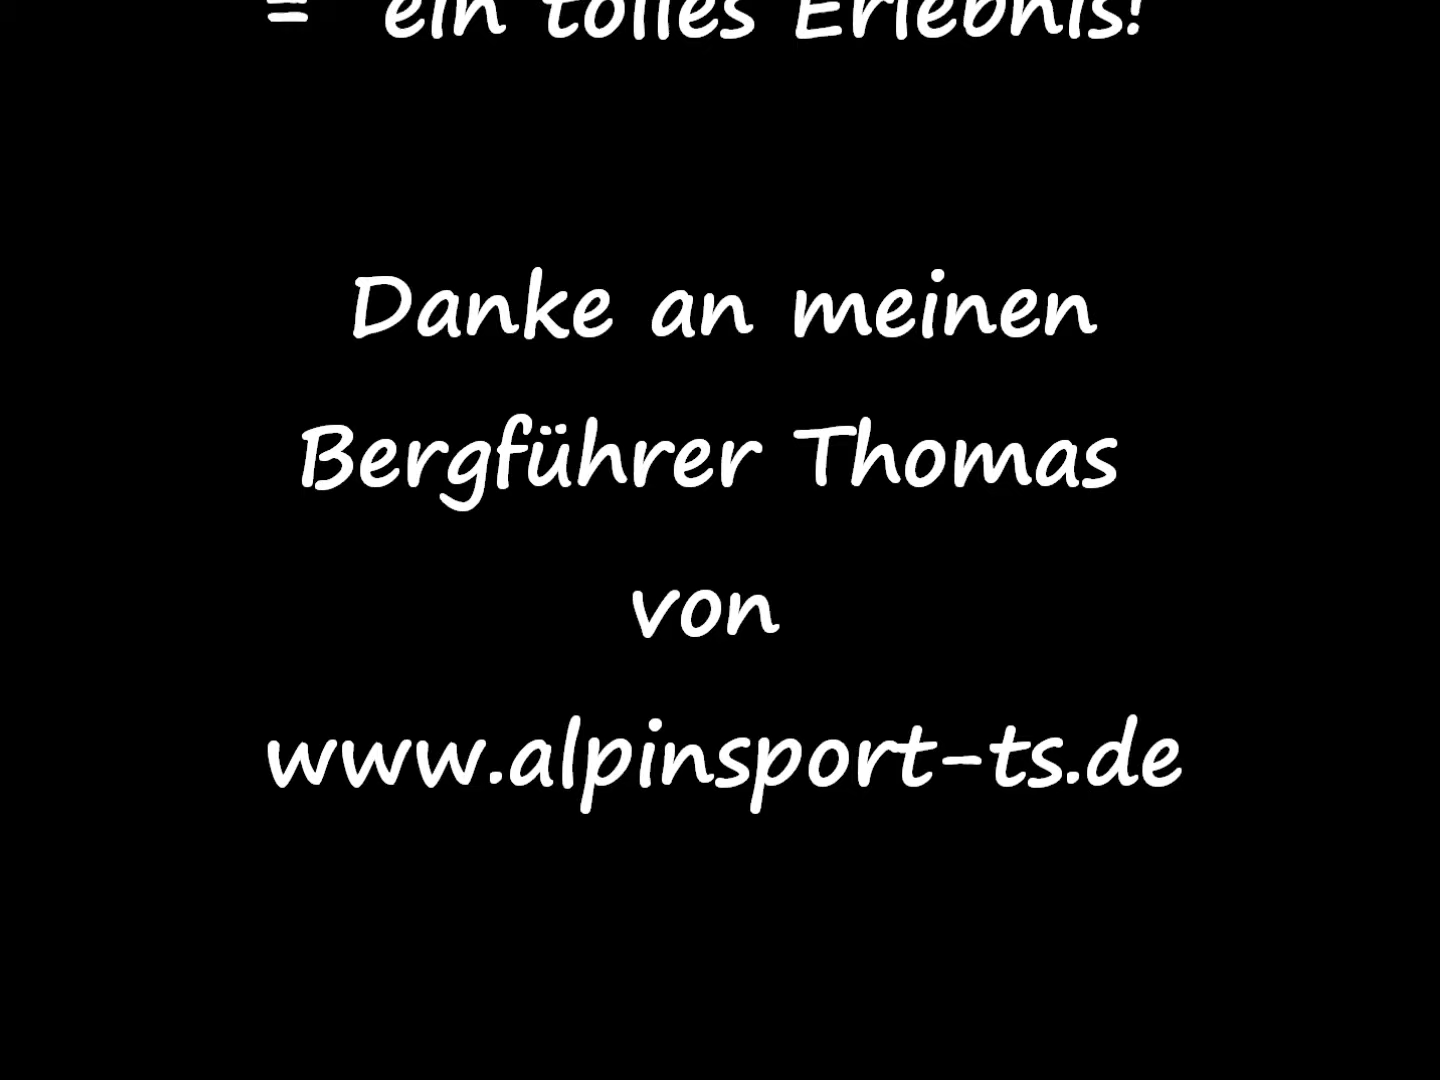 = ein tolles Erlebnis!
Danke an meinen
Bergführer Thomas
von
www.alpinsport-ts.de